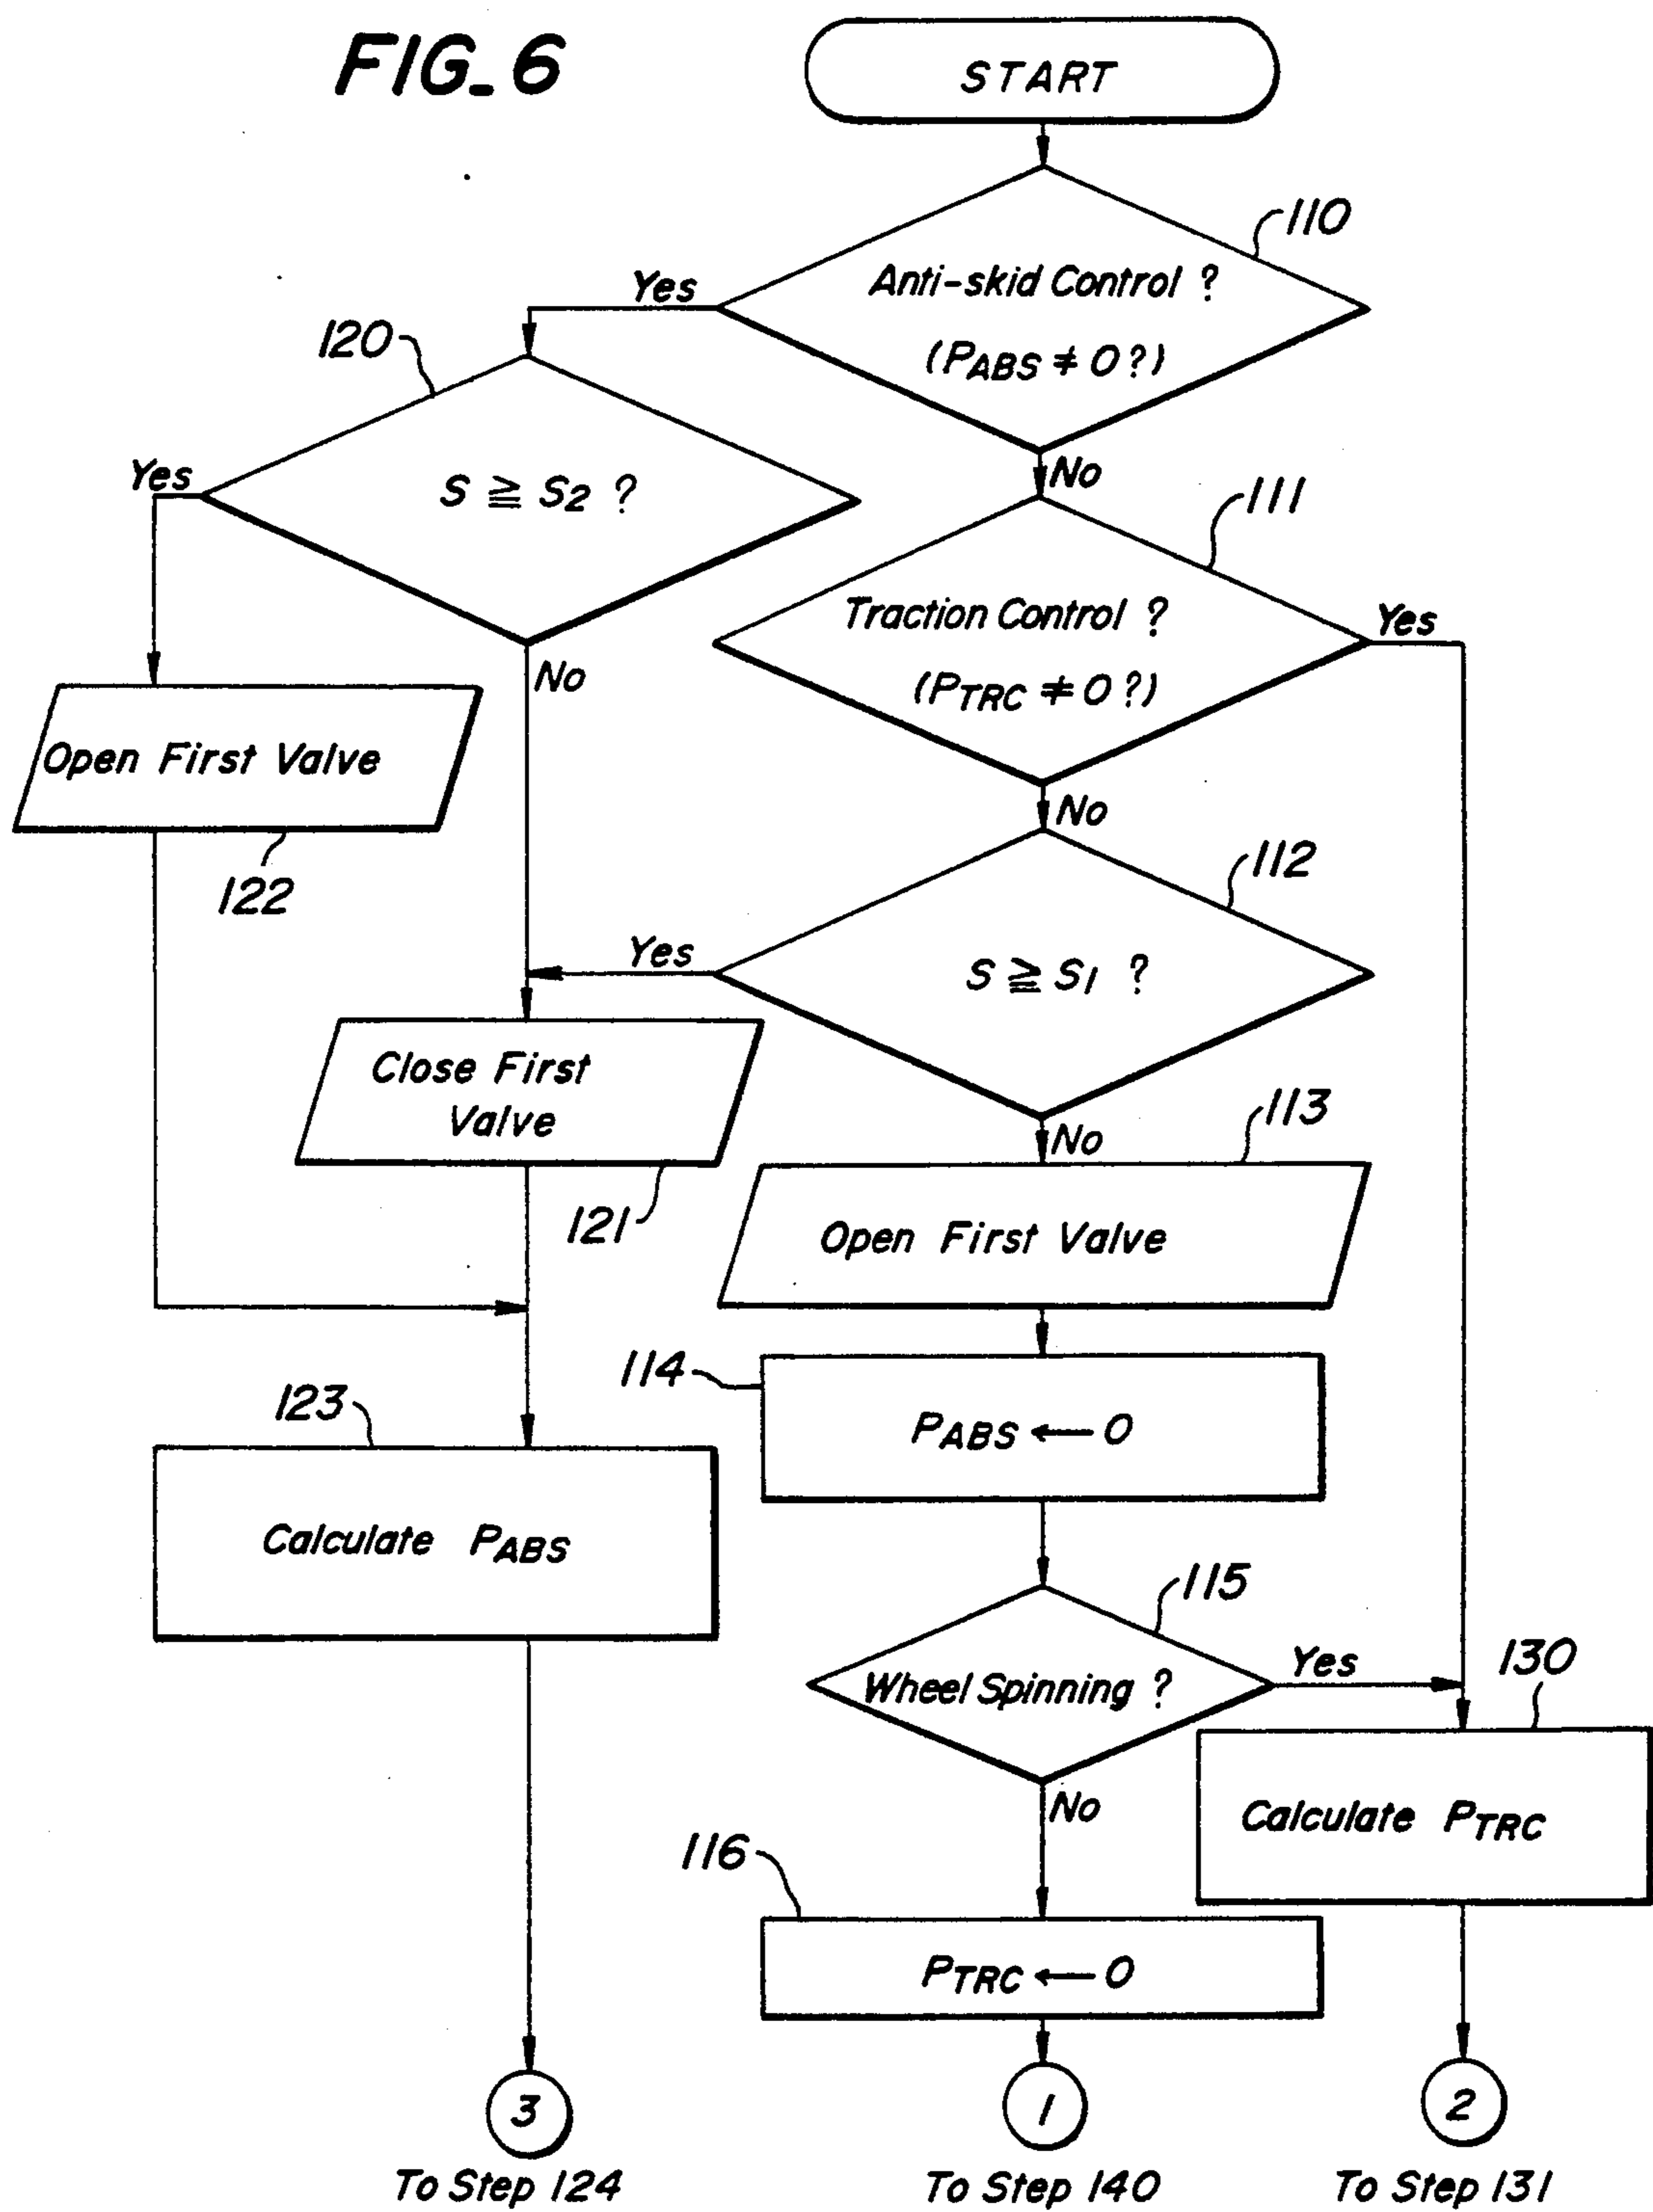 FIG_6
START
110
Anti-skid Control ?
(PABS ≠ 0 ?)
Yes
No
120
S ≧ S2 ?
Yes
No
111
Traction Control ?
(PTRC ≠ 0 ?)
Yes
No
Open First Valve
122
112
S ≧ S1 ?
Yes
No
Close First
Valve
121
113
Open First Valve
114
PABS ← 0
123
Calculate PABS
115
Wheel Spinning ?
Yes
No
130
Calculate PTRC
116
PTRC ← 0
3
1
2
To Step 124
To Step 140
To Step 131